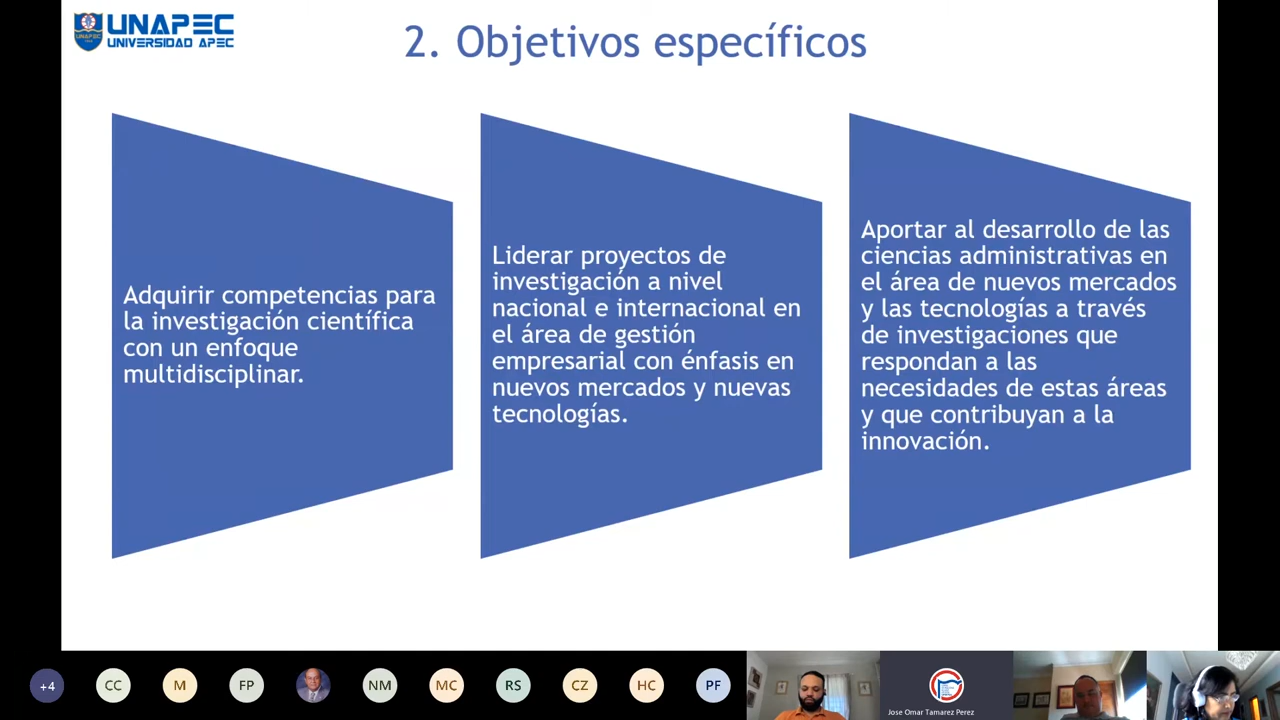 UNAPEC
UNIVERSIDAD APEC
2. Objetivos específicos
Adquirir competencias para
la investigación científica
con un enfoque
multidisciplinar.
Liderar proyectos de
investigación a nivel
nacional e internacional en
el área de gestión
empresarial con énfasis en
nuevos mercados y nuevas
tecnologías.
Aportar al desarrollo de las
ciencias administrativas en
el área de nuevos mercados
y las tecnologías a través
de investigaciones que
respondan a las
necesidades de estas áreas
y que contribuyan a la
innovación.
+4
CC
M
FP
NM
MC
RS
CZ
HC
PF
Jose Omar Tamarez Perez